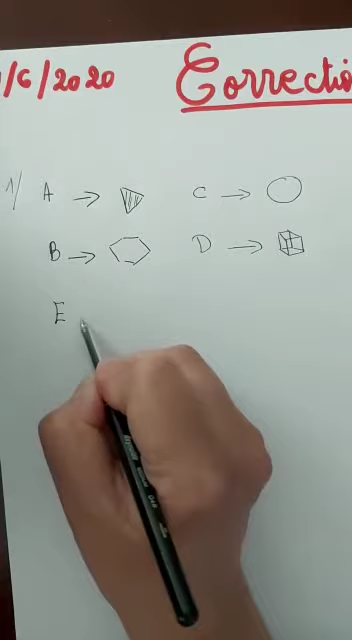 /6/2020 Correctio
1/ A → C →
B → D →
E